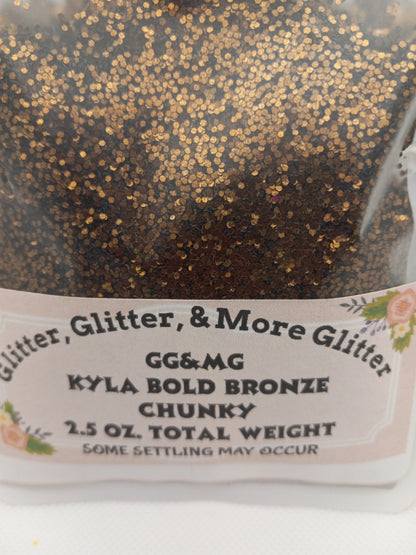 Glitter, Glitter, & More Glitter
GG&MG
KYLA BOLD BRONZE
CHUNKY
2.5 OZ. TOTAL WEIGHT
SOME SETTLING MAY OCCUR